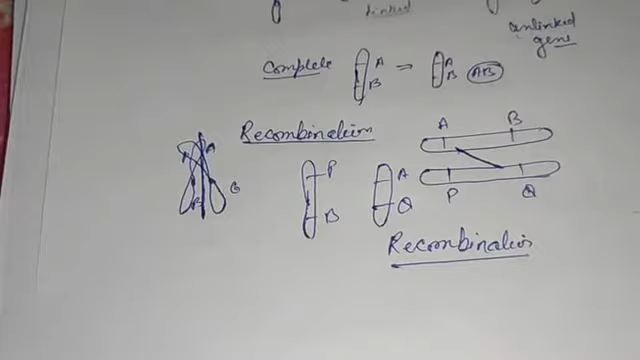 linked
unlinked
gene
Complete A B = A B AB
Recombination
A B
P Q
P B
A Q
Recombination